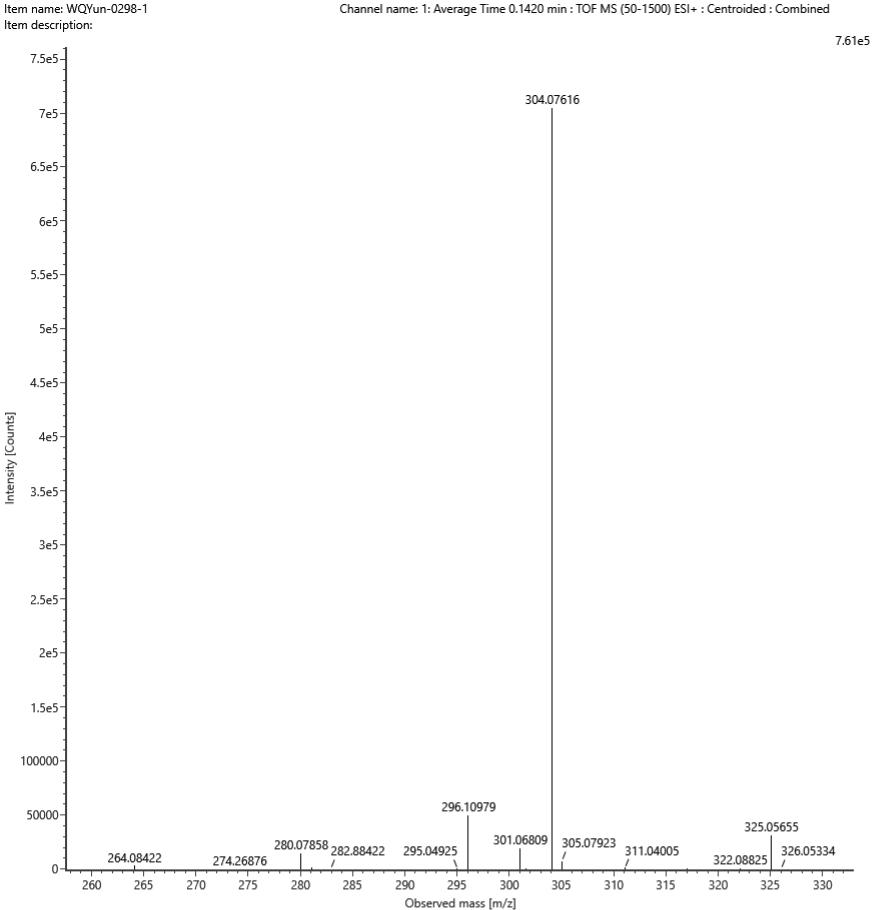 Item name: WQYun-0298-1
Channel name: 1: Average Time 0.1420 min : TOF MS (50-1500) ESI+ : Centroided : Combined
Item description:
7.61e5
7.5e5
304.07616
7e5
6.5e5
6e5
5.5e5
5e5
4.5e5
4e5
Intensity [Counts]
3.5e5
3e5
2.5e5
2e5
1.5e5
100000
296.10979
50000
325.05655
301.06809
280.07858
305.07923
282.88422
295.04925
311.04005
326.05334
264.08422
274.26876
322.08825
0
260
265
270
275
280
285
290
295
300
305
310
315
320
325
330
Observed mass [m/z]